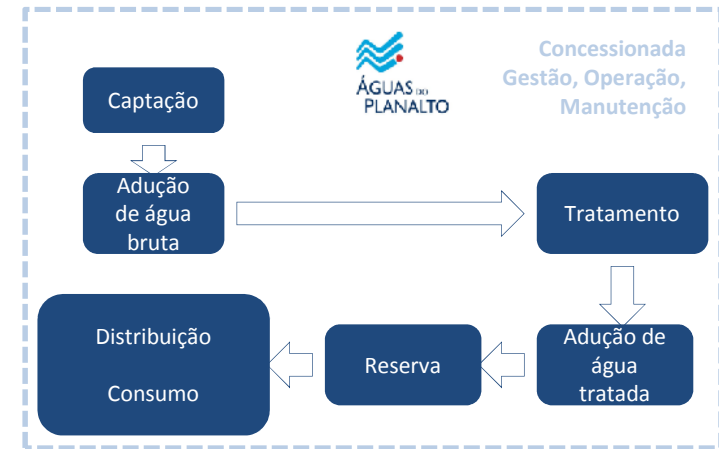 Concessionada
Gestão, Operação,
Manutenção
ÁGUAS DO
PLANALTO
Captação
Adução
de água
bruta
Tratamento
Adução de
água
tratada
Reserva
Distribuição
Consumo